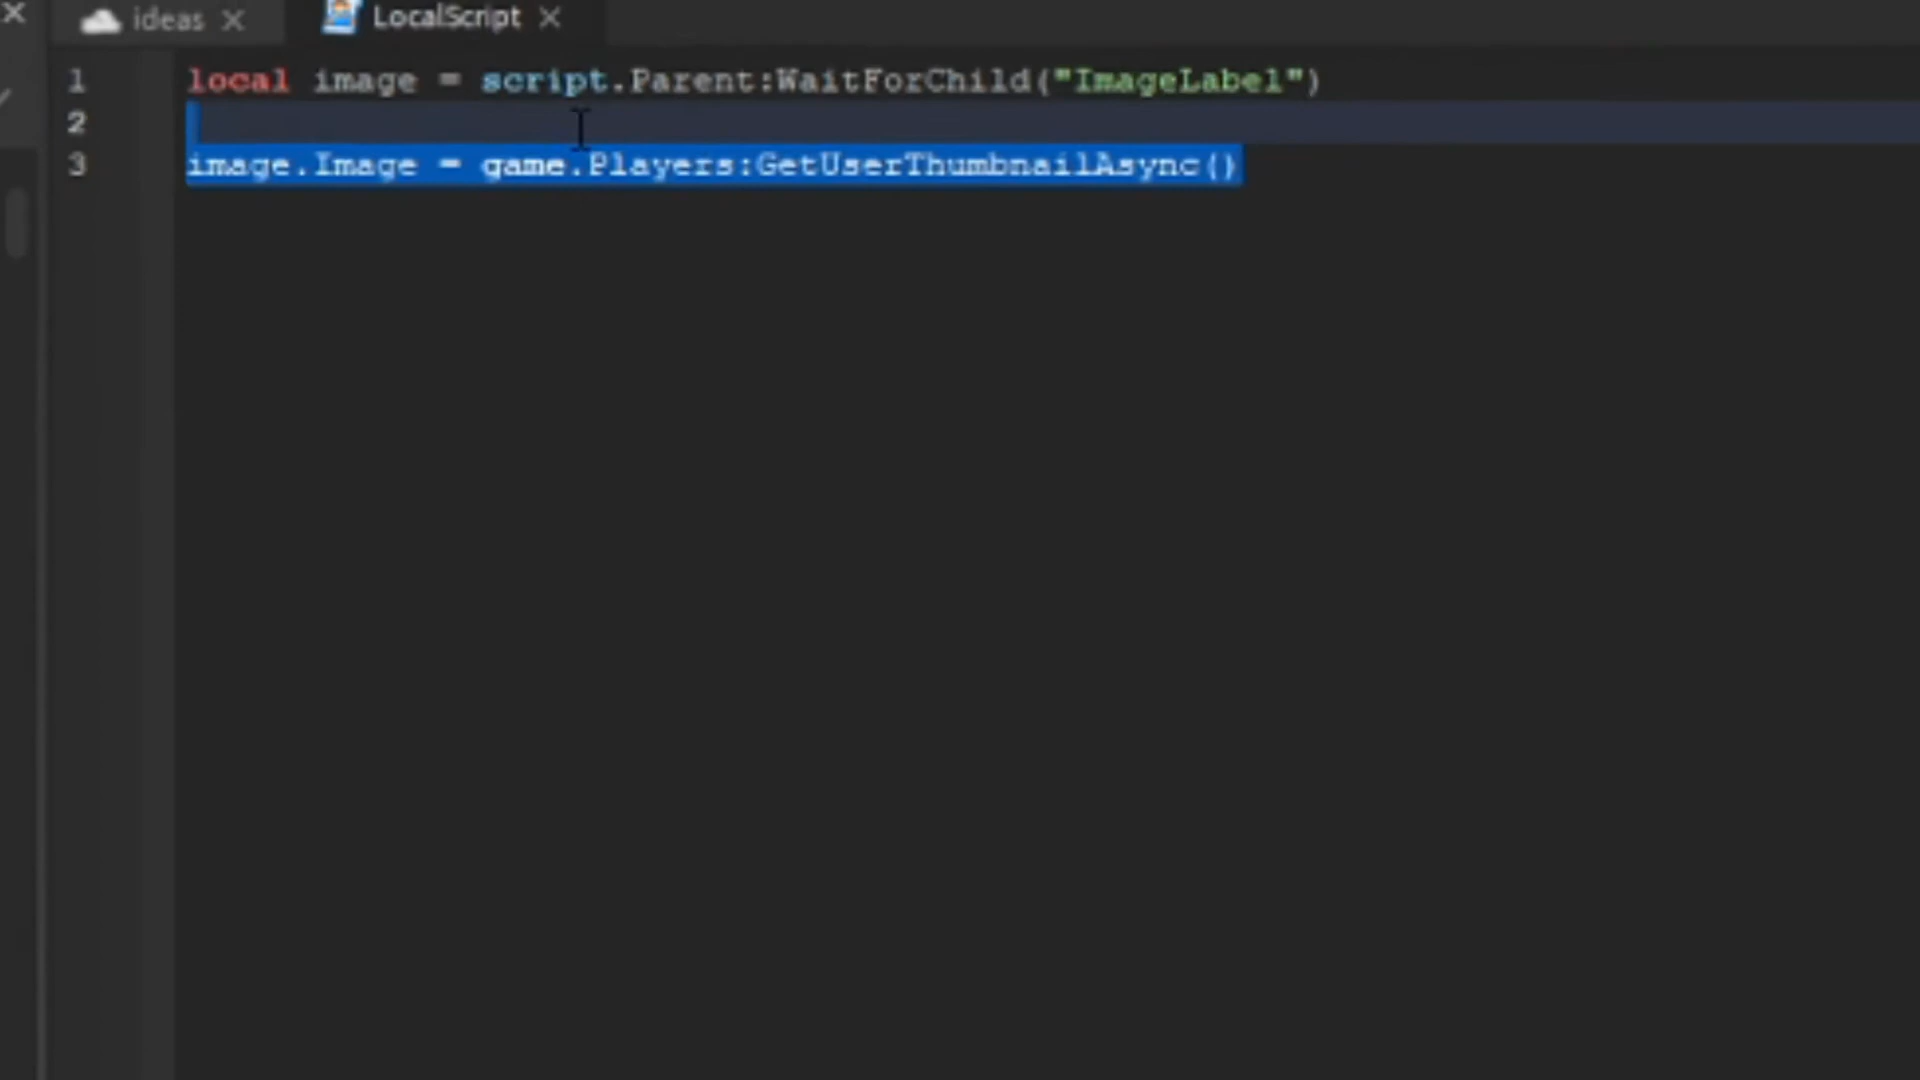 ideas
LocalScript
1 local image = script.Parent:WaitForChild("ImageLabel")
2
3 image.Image = game.Players:GetUserThumbnailAsync()